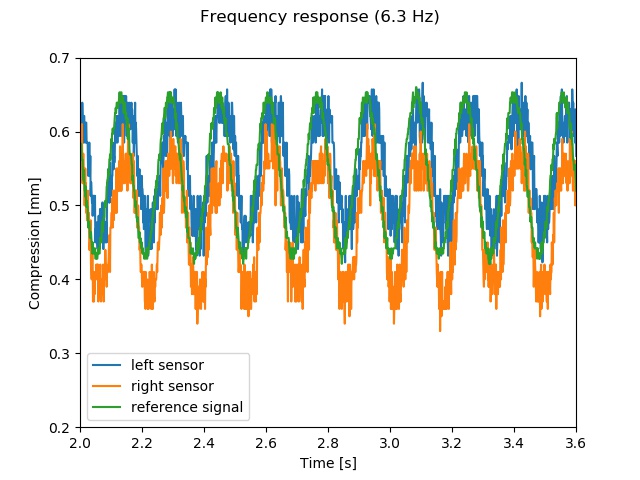 Frequency response (6.3 Hz)
0.7
0.6
0.5
0.4
0.3
0.2
Compression [mm]
left sensor
right sensor
reference signal
2.0 2.2 2.4 2.6 2.8 3.0 3.2 3.4 3.6
Time [s]